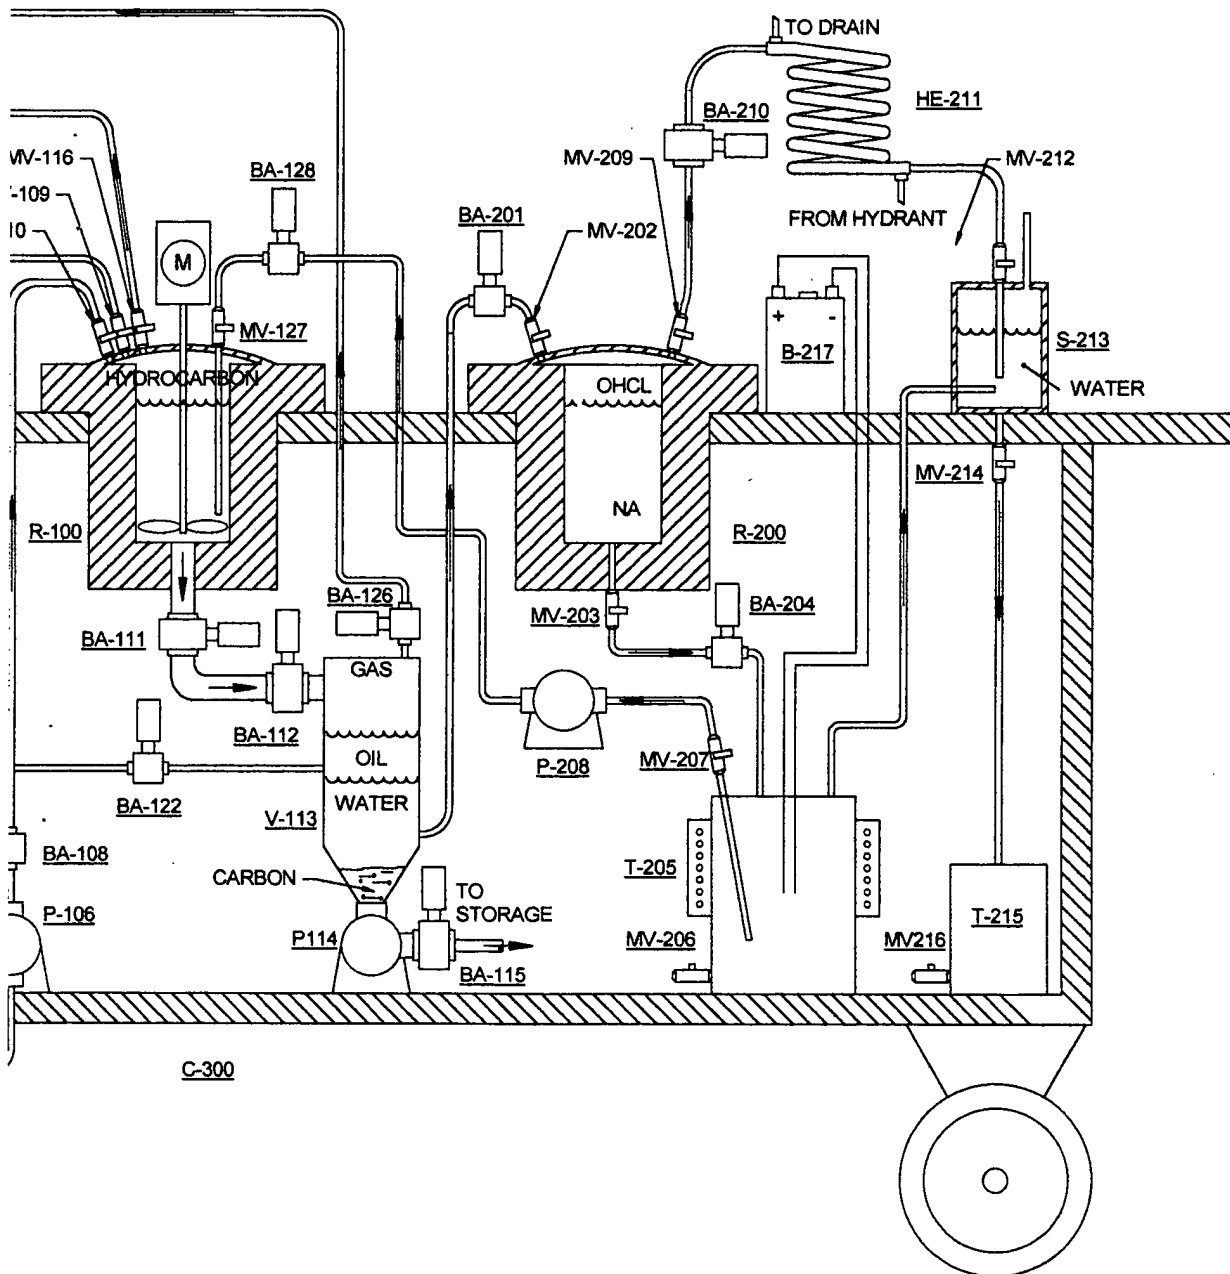 TO DRAIN
HE-211
BA-210
MV-116
BA-128
MV-209
MV-212
-109
BA-201
MV-202
FROM HYDRANT
10
M
MV-127
+ -
B-217
S-213
HYDROCARBON
OHCL
WATER
MV-214
NA
R-100
R-200
BA-126
MV-203
BA-204
BA-111
GAS
BA-112
OIL
P-208
MV-207
BA-122
WATER
V-113
BA-108
T-205
CARBON
TO
STORAGE
P-106
P114
MV-206
T-215
MV216
BA-115
C-300